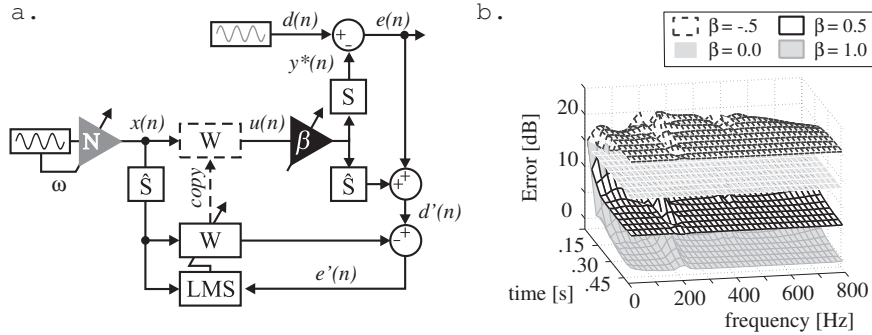 a.
d(n)
e(n)
+
-
y*(n)
S
N
x(n)
W
u(n)
β
ω
Ŝ
copy
Ŝ
+
+
d'(n)
W
-
+
LMS
e'(n)
b.
β = -.5
β = 0.5
β = 0.0
β = 1.0
Error [dB]
20
10
0
.15
.30
.45
time [s]
0
200
400
600
800
frequency [Hz]